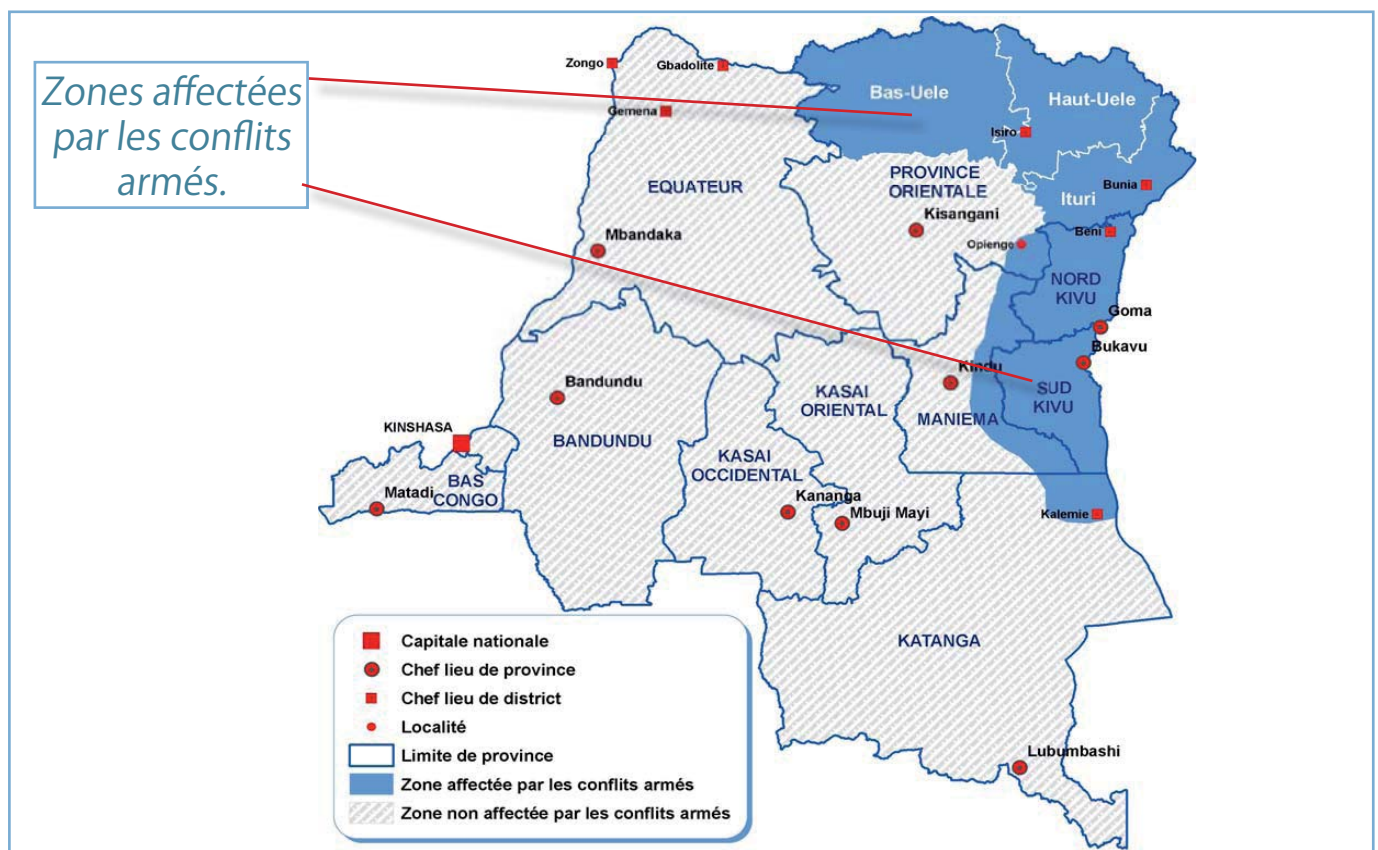 Zones affectées
par les conflits
armés.
Zongo
Gbadolite
Gemena
Bas-Uele
Haut-Uele
Isiro
EQUATEUR
PROVINCE
ORIENTALE
Ituri
Bunia
Kisangani
Mbandaka
Opienge
Beni
NORD
KIVU
Goma
Bukavu
Bandundu
KASAI
ORIENTAL
Kindu
SUD
KIVU
MANIEMA
KINSHASA
BANDUNDU
KASAI
OCCIDENTAL
BAS
CONGO
Matadi
Kananga
Mbuji Mayi
Kalemie
KATANGA
Lubumbashi
Capitale nationale
Chef lieu de province
Chef lieu de district
Localité
Limite de province
Zone affectée par les conflits armés
Zone non affectée par les conflits armés